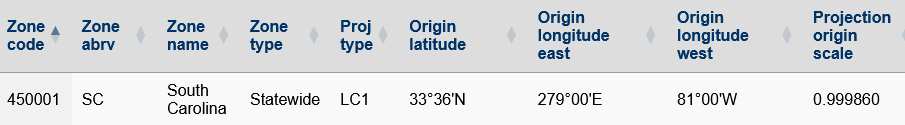 Zone code Zone abrv Zone name Zone type Proj type Origin latitude Origin longitude east Origin longitude west Projection origin scale
450001 SC South Carolina Statewide LC1 33°36'N 279°00'E 81°00'W 0.999860